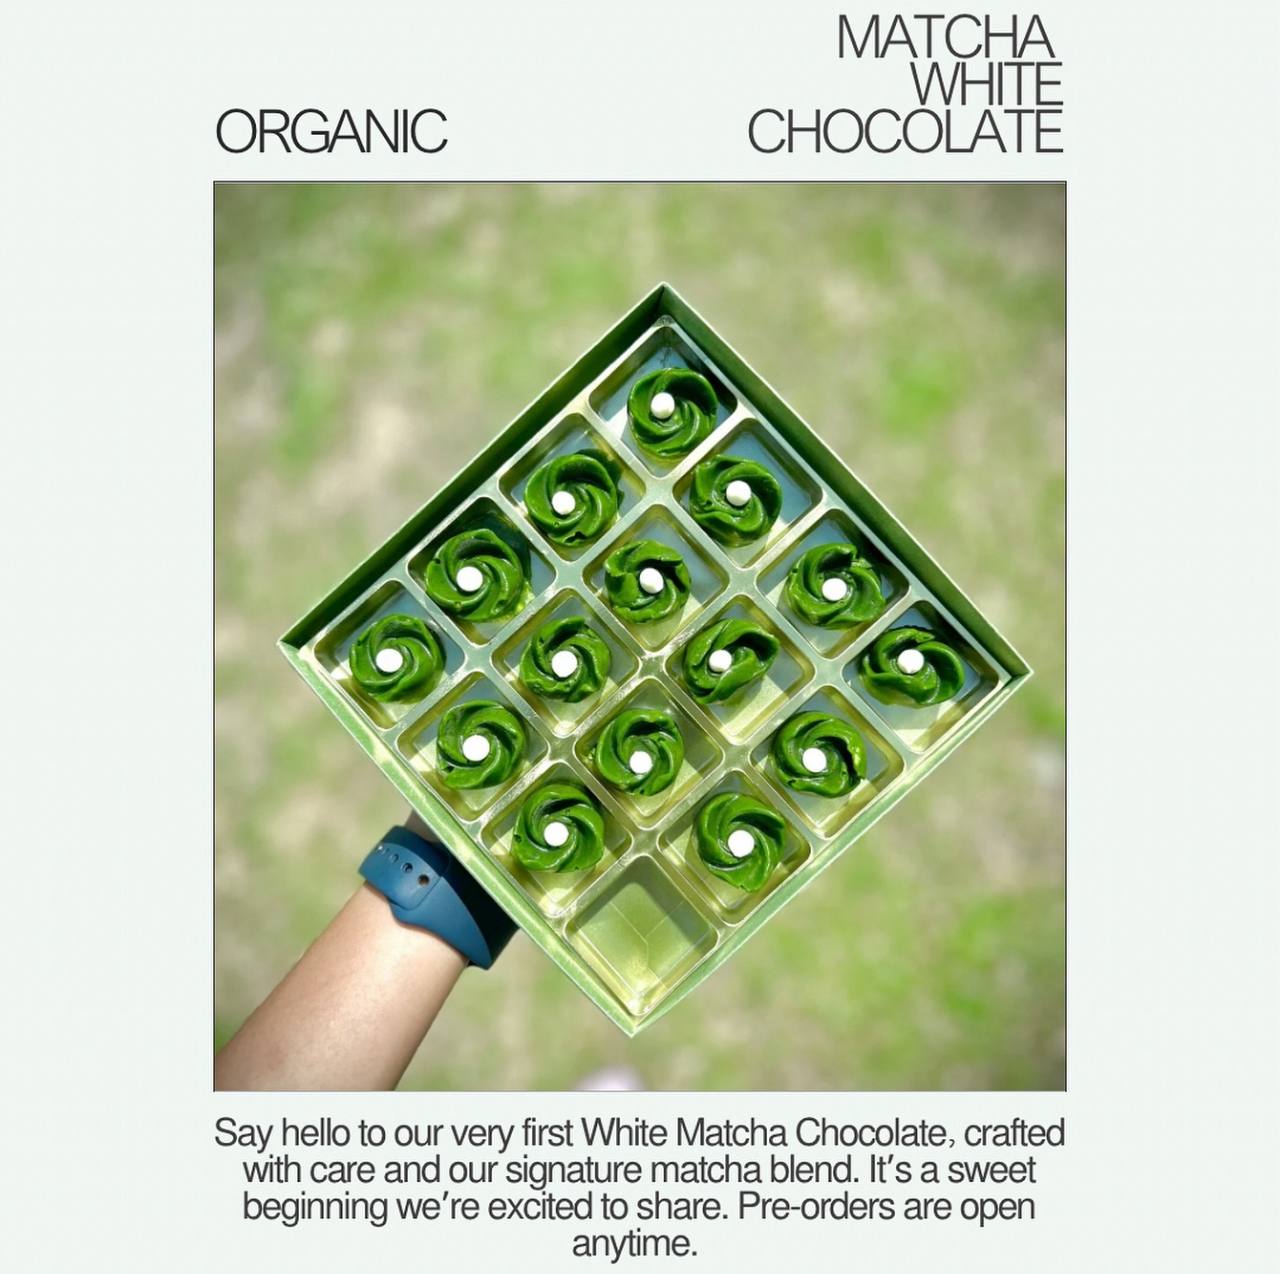 ORGANIC
MATCHA
WHITE
CHOCOLATE
Say hello to our very first White Matcha Chocolate, crafted
with care and our signature matcha blend. It's a sweet
beginning we're excited to share. Pre-orders are open
anytime.